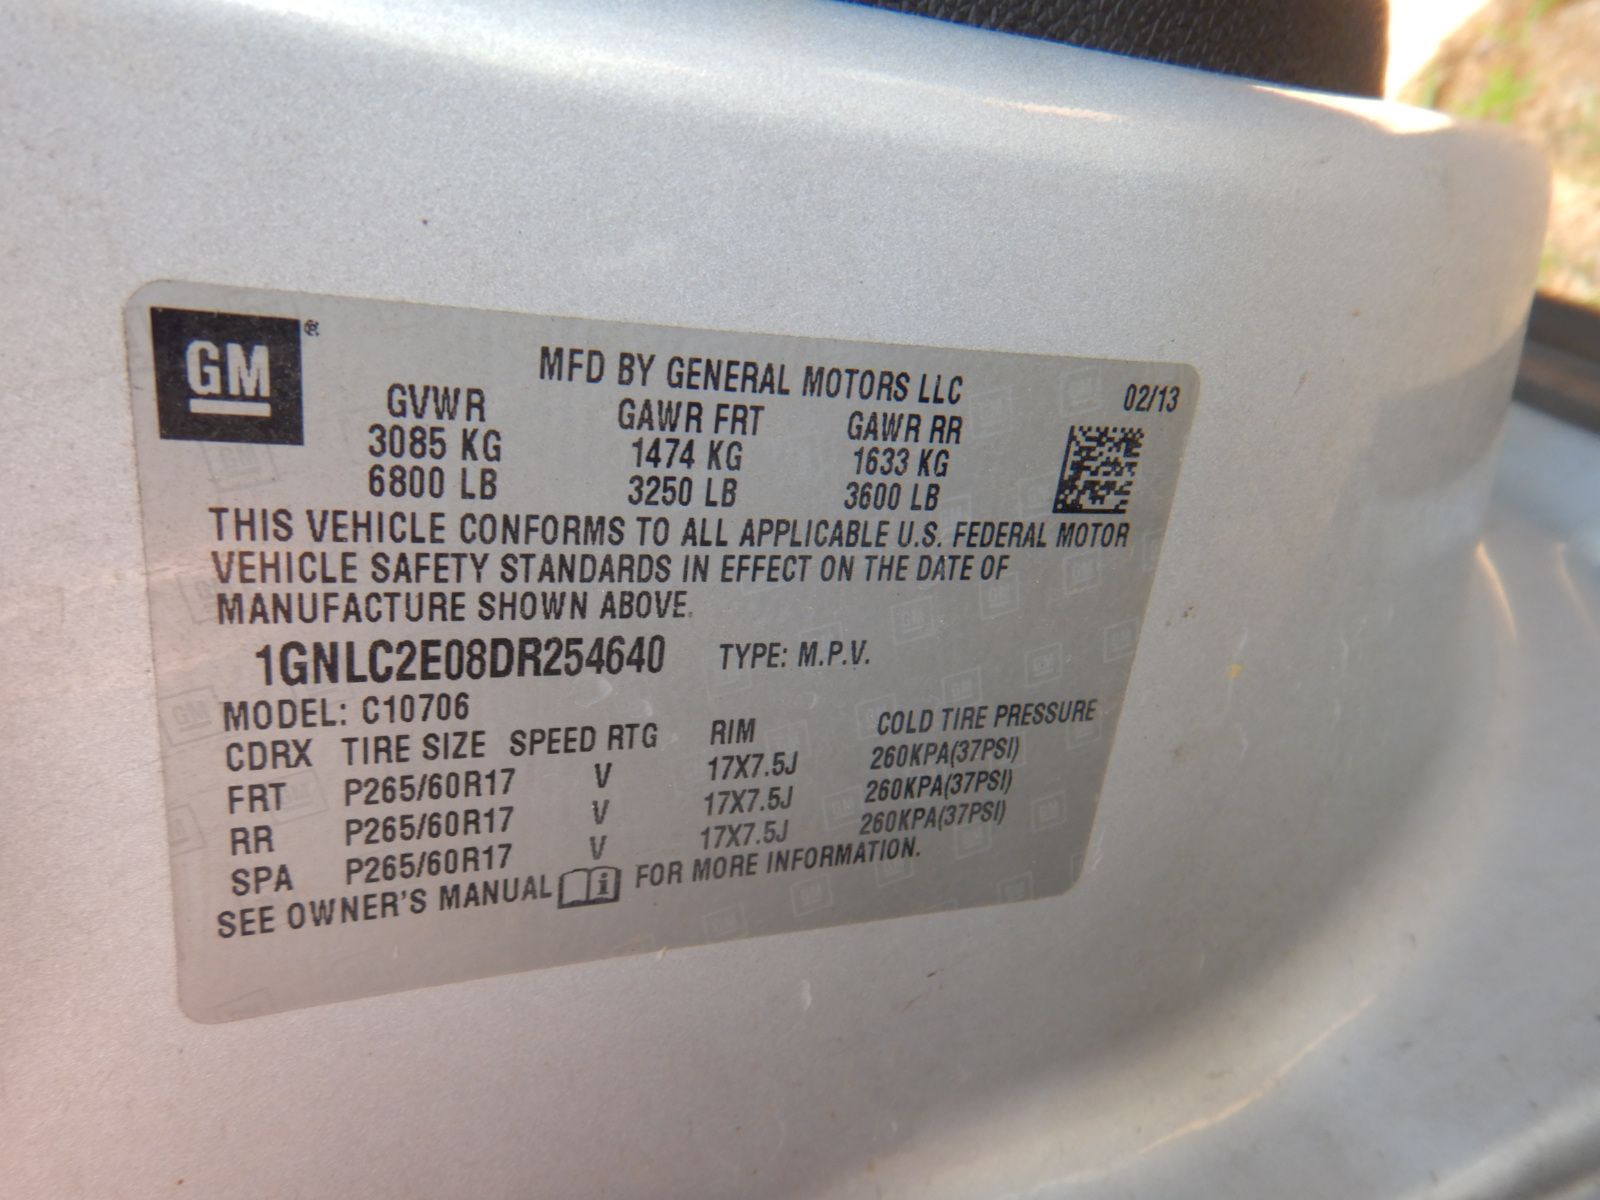 GM®
MFD BY GENERAL MOTORS LLC 02/13
GVWR GAWR FRT GAWR RR
3085 KG 1474 KG 1633 KG
6800 LB 3250 LB 3600 LB
THIS VEHICLE CONFORMS TO ALL APPLICABLE U.S. FEDERAL MOTOR
VEHICLE SAFETY STANDARDS IN EFFECT ON THE DATE OF
MANUFACTURE SHOWN ABOVE.
1GNLC2E08DR254640 TYPE: M.P.V.
MODEL: C10706
CDRX TIRE SIZE SPEED RTG RIM COLD TIRE PRESSURE
FRT P265/60R17 V 17X7.5J 260KPA(37PSI)
RR P265/60R17 V 17X7.5J 260KPA(37PSI)
SPA P265/60R17 V 17X7.5J 260KPA(37PSI)
SEE OWNER'S MANUAL i FOR MORE INFORMATION.